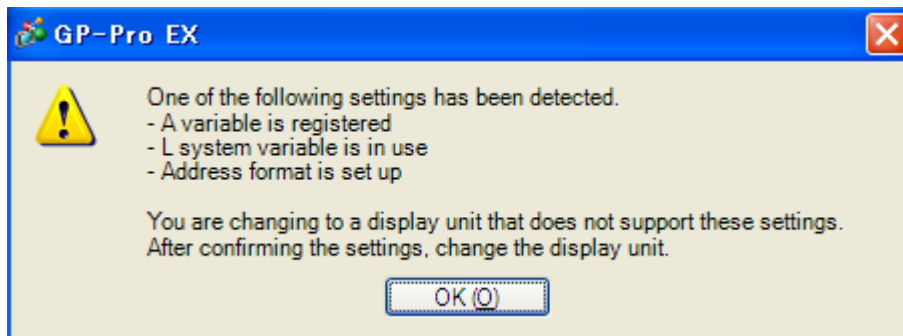 GP-Pro EX
One of the following settings has been detected.
- A variable is registered
- L system variable is in use
- Address format is set up
You are changing to a display unit that does not support these settings.
After confirming the settings, change the display unit.
OK (O)